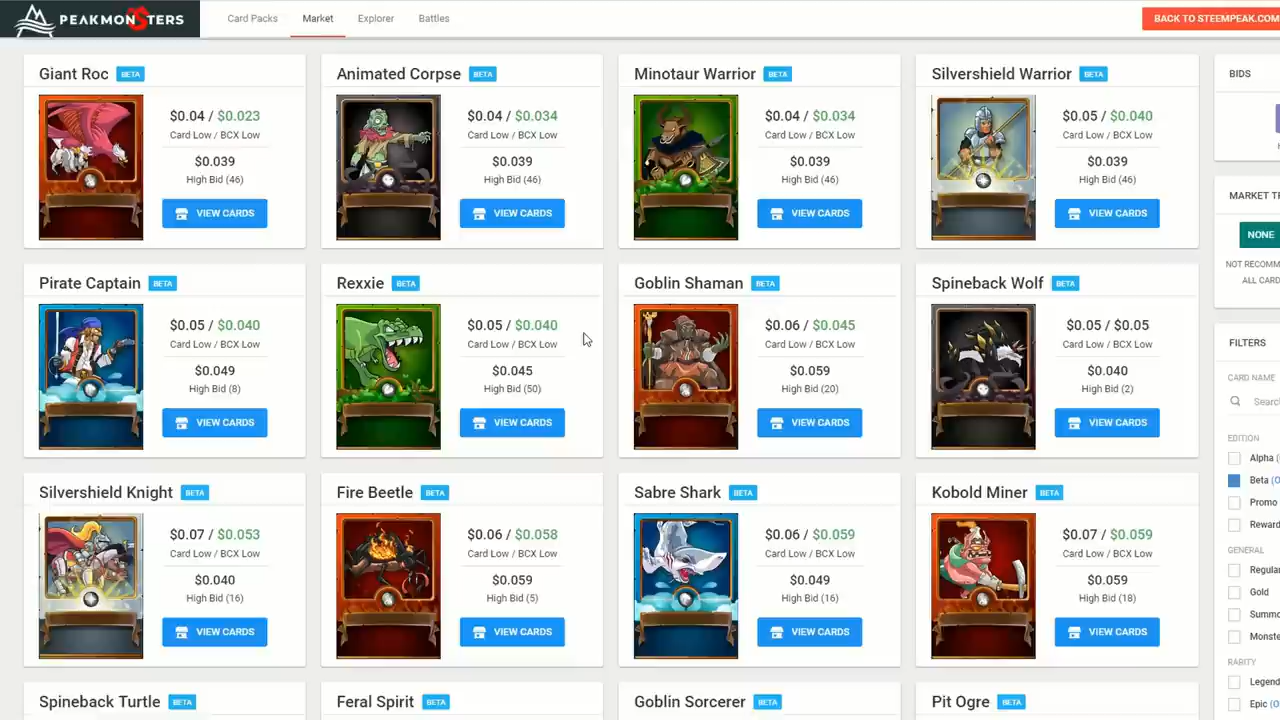 PEAKMONSTERS
Card Packs Market Explorer Battles
BACK TO STEEMPEAK.COM
Giant Roc BETA
$0.04 / $0.023
Card Low / BCX Low
$0.039
High Bid (46)
VIEW CARDS
Animated Corpse BETA
$0.04 / $0.034
Card Low / BCX Low
$0.039
High Bid (46)
VIEW CARDS
Minotaur Warrior BETA
$0.04 / $0.034
Card Low / BCX Low
$0.039
High Bid (46)
VIEW CARDS
Silvershield Warrior BETA
$0.05 / $0.040
Card Low / BCX Low
$0.039
High Bid (46)
VIEW CARDS
Pirate Captain BETA
$0.05 / $0.040
Card Low / BCX Low
$0.049
High Bid (8)
VIEW CARDS
Rexxie BETA
$0.05 / $0.040
Card Low / BCX Low
$0.045
High Bid (50)
VIEW CARDS
Goblin Shaman BETA
$0.06 / $0.045
Card Low / BCX Low
$0.059
High Bid (20)
VIEW CARDS
Spineback Wolf BETA
$0.05 / $0.05
Card Low / BCX Low
$0.040
High Bid (2)
VIEW CARDS
Silvershield Knight BETA
$0.07 / $0.053
Card Low / BCX Low
$0.040
High Bid (16)
VIEW CARDS
Fire Beetle BETA
$0.06 / $0.058
Card Low / BCX Low
$0.059
High Bid (5)
VIEW CARDS
Sabre Shark BETA
$0.06 / $0.059
Card Low / BCX Low
$0.049
High Bid (16)
VIEW CARDS
Kobold Miner BETA
$0.07 / $0.059
Card Low / BCX Low
$0.059
High Bid (18)
VIEW CARDS
Spineback Turtle BETA
Feral Spirit BETA
Goblin Sorcerer BETA
Pit Ogre BETA
BIDS
H
MARKET TR
NONE
NOT RECOMM
ALL CARD
FILTERS
CARD NAME
Searc
EDITION
Alpha (
Beta (O
Promo
Reward
GENERAL
Regula
Gold
Summo
Monste
RARITY
Legend
Epic (O